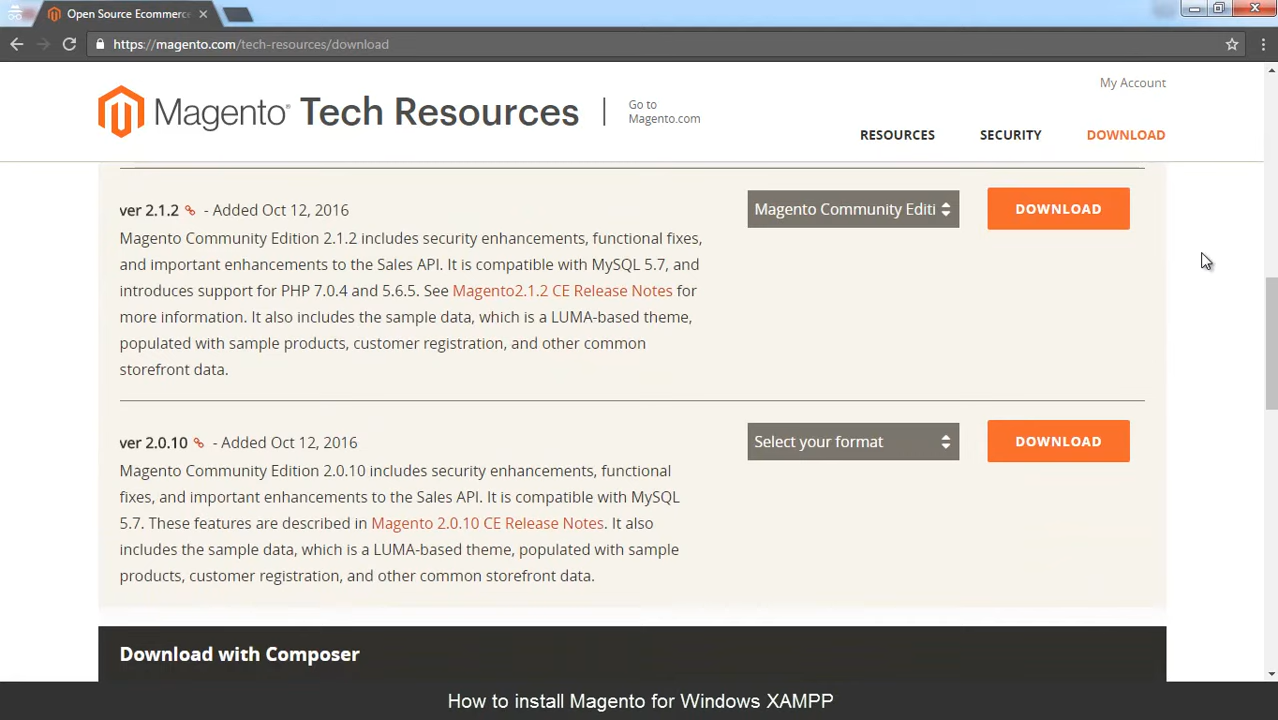 Open Source Ecommerc
https://magento.com/tech-resources/download
My Account
Magento® Tech Resources
Go to
Magento.com
RESOURCES
SECURITY
DOWNLOAD
ver 2.1.2 - Added Oct 12, 2016
Magento Community Editi
DOWNLOAD
Magento Community Edition 2.1.2 includes security enhancements, functional fixes,
and important enhancements to the Sales API. It is compatible with MySQL 5.7, and
introduces support for PHP 7.0.4 and 5.6.5. See Magento2.1.2 CE Release Notes for
more information. It also includes the sample data, which is a LUMA-based theme,
populated with sample products, customer registration, and other common
storefront data.
ver 2.0.10 - Added Oct 12, 2016
Select your format
DOWNLOAD
Magento Community Edition 2.0.10 includes security enhancements, functional
fixes, and important enhancements to the Sales API. It is compatible with MySQL
5.7. These features are described in Magento 2.0.10 CE Release Notes. It also
includes the sample data, which is a LUMA-based theme, populated with sample
products, customer registration, and other common storefront data.
Download with Composer
How to install Magento for Windows XAMPP